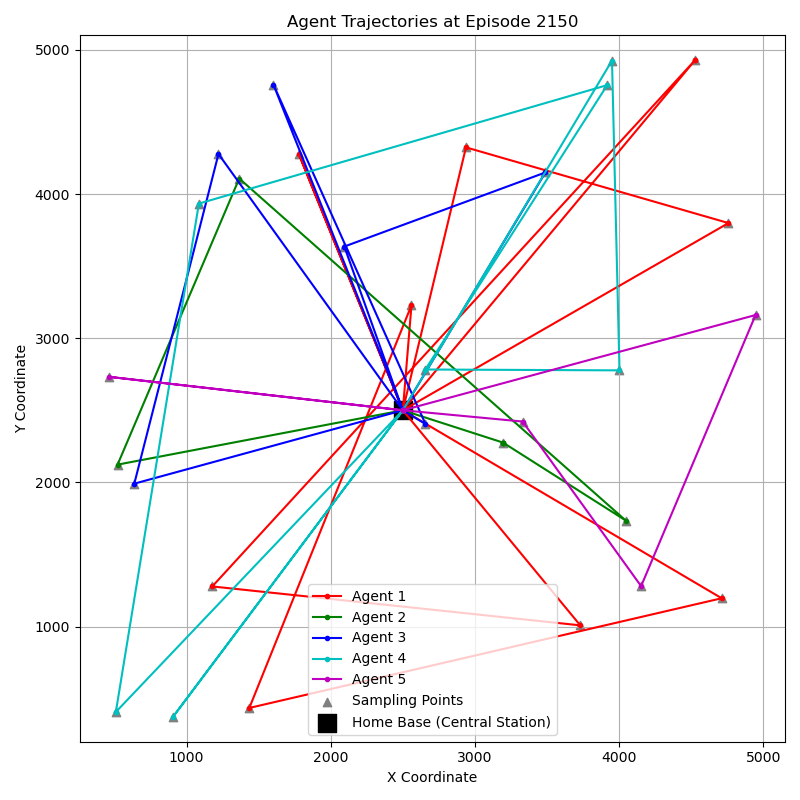 Agent Trajectories at Episode 2150
5000
4000
3000
2000
1000
Y Coordinate
Agent 1
Agent 2
Agent 3
Agent 4
Agent 5
Sampling Points
Home Base (Central Station)
1000 2000 3000 4000 5000
X Coordinate